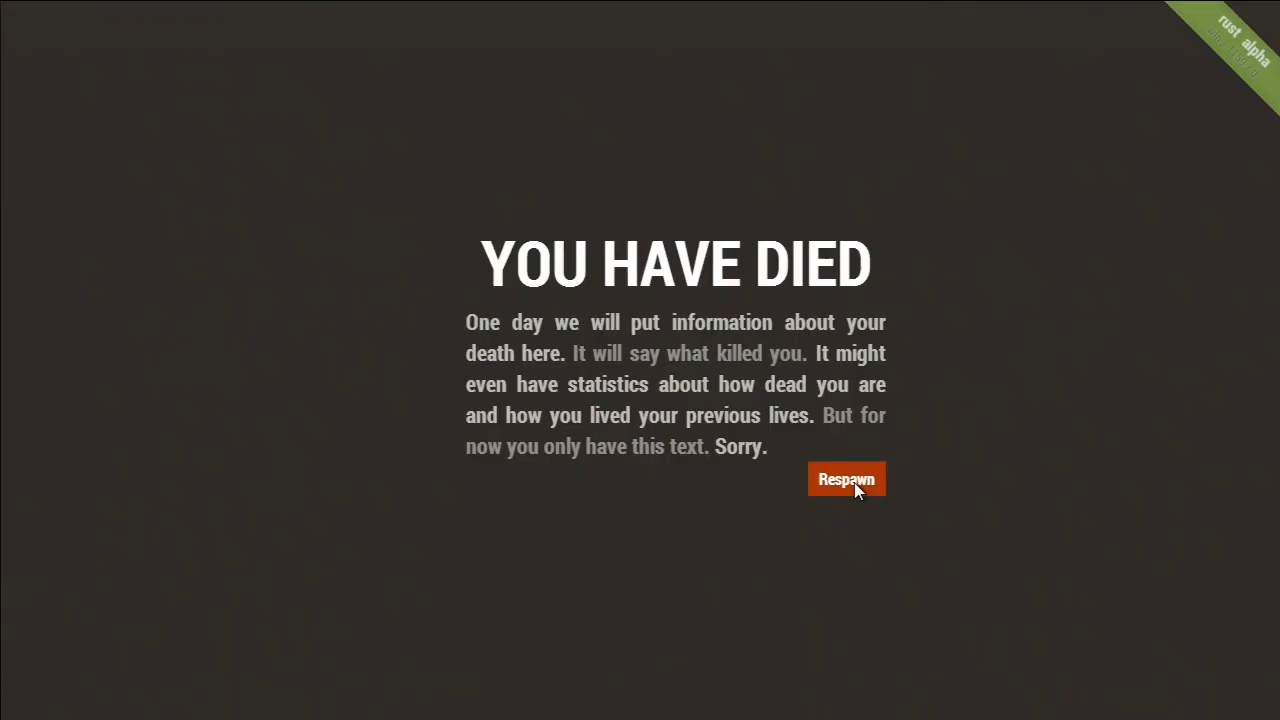 rust alpha
YOU HAVE DIED
One day we will put information about your
death here. It will say what killed you. It might
even have statistics about how dead you are
and how you lived your previous lives. But for
now you only have this text. Sorry.
Respawn